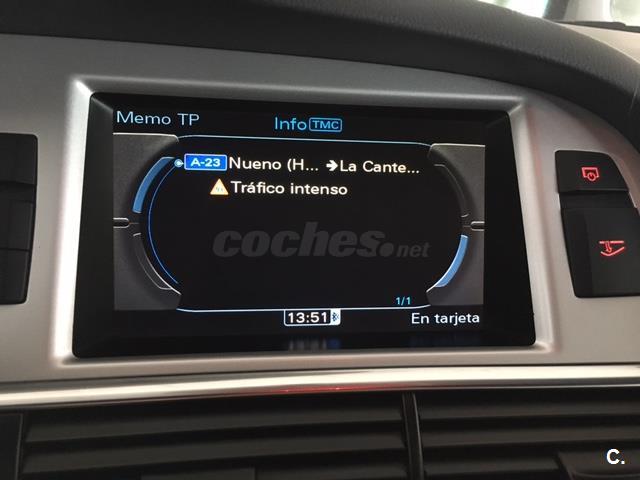 Memo TP
Info TMC
A-23 Nueno (H... ➔La Cante...
Tráfico intenso
coches.net
1/1
13:51
En tarjeta
C.